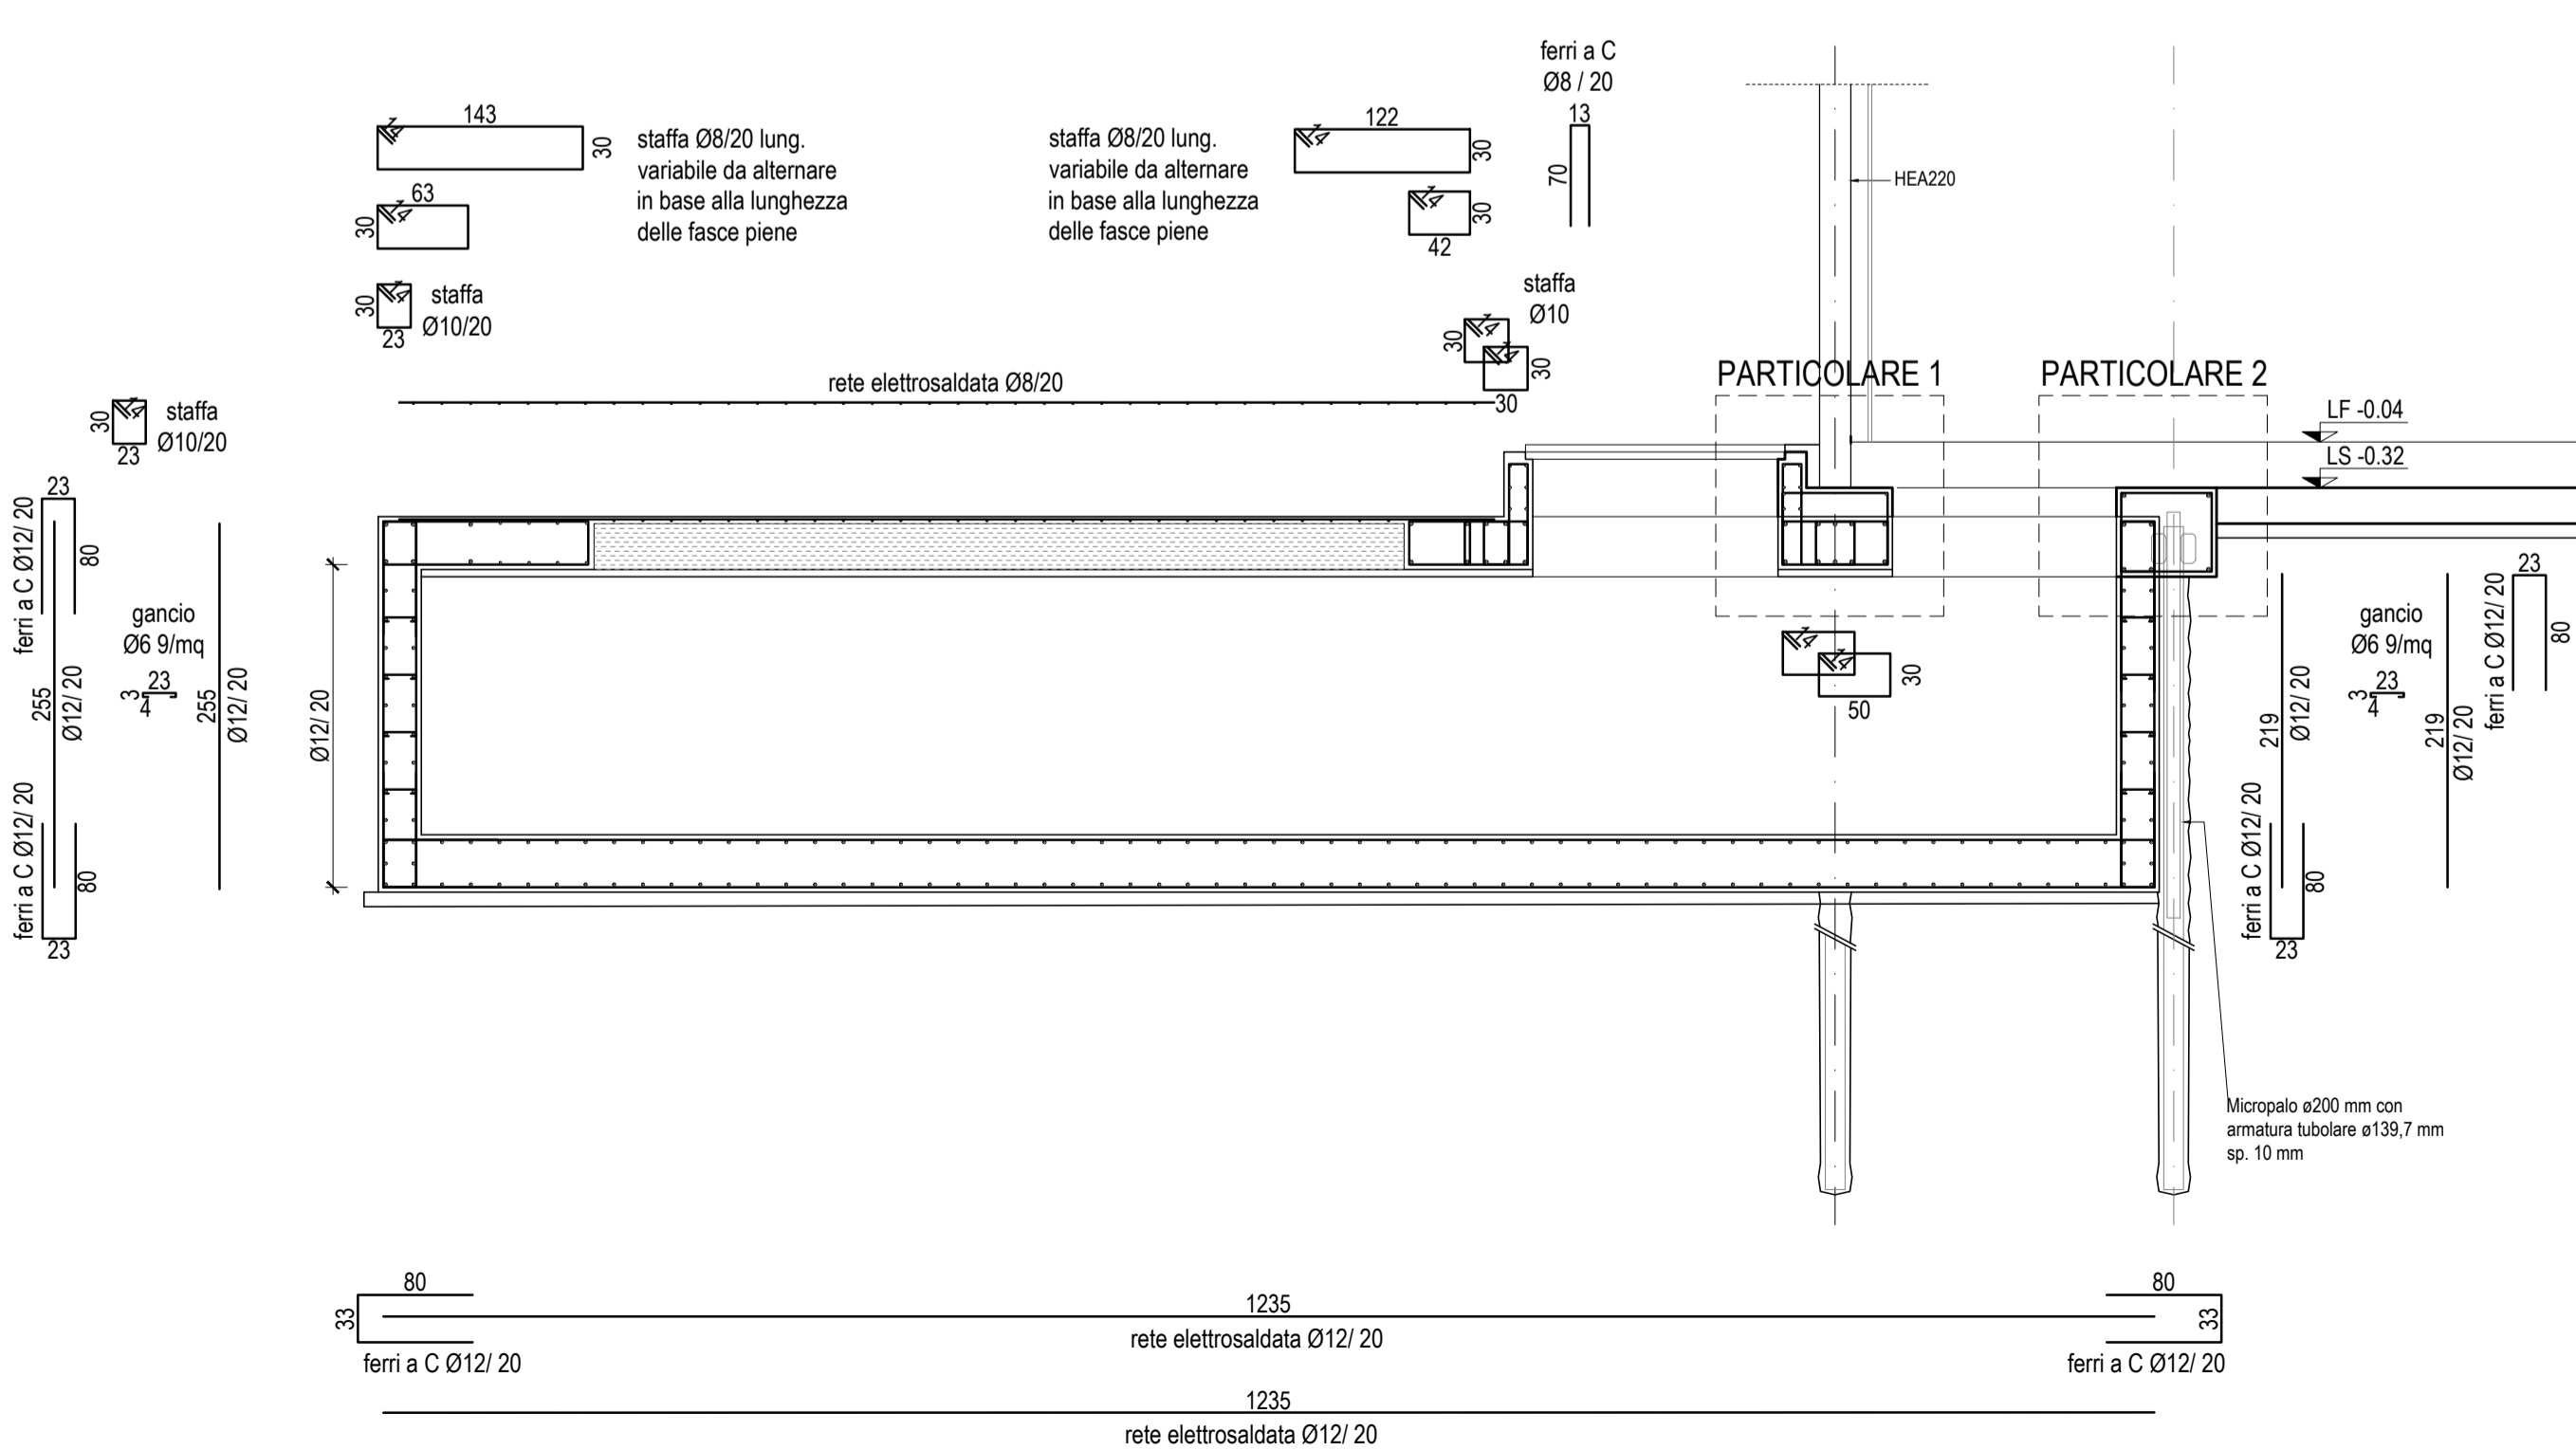 ferri a C
Ø8 / 20
13
70
143
30
staffa Ø8/20 lung.
variabile da alternare
in base alla lunghezza
delle fasce piene
63
30
staffa Ø8/20 lung.
variabile da alternare
in base alla lunghezza
delle fasce piene
122
30
30
42
HEA220
30
23
staffa
Ø10/20
staffa
Ø10
30
30
30
rete elettrosaldata Ø8/20
PARTICOLARE 1
PARTICOLARE 2
LF -0.04
LS -0.32
30
23
staffa
Ø10/20
23
ferri a C Ø12/ 20
80
gancio
Ø6 9/mq
23
3
4
255
Ø12/ 20
255
Ø12/ 20
Ø12/ 20
ferri a C Ø12/ 20
80
23
30
50
219
Ø12/ 20
gancio
Ø6 9/mq
23
3
4
219
Ø12/ 20
23
ferri a C Ø12/ 20
80
ferri a C Ø12/ 20
80
23
Micropalo ø200 mm con
armatura tubolare ø139,7 mm
sp. 10 mm
80
33
ferri a C Ø12/ 20
1235
rete elettrosaldata Ø12/ 20
80
33
ferri a C Ø12/ 20
1235
rete elettrosaldata Ø12/ 20